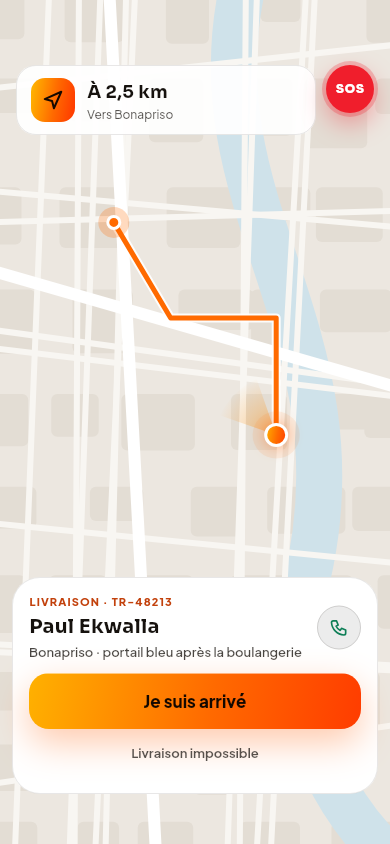 À 2,5 km
Vers Bonapriso
SOS
LIVRAISON · TR-48213
Paul Ekwalla
Bonapriso · portail bleu après la boulangerie
Je suis arrivé
Livraison impossible